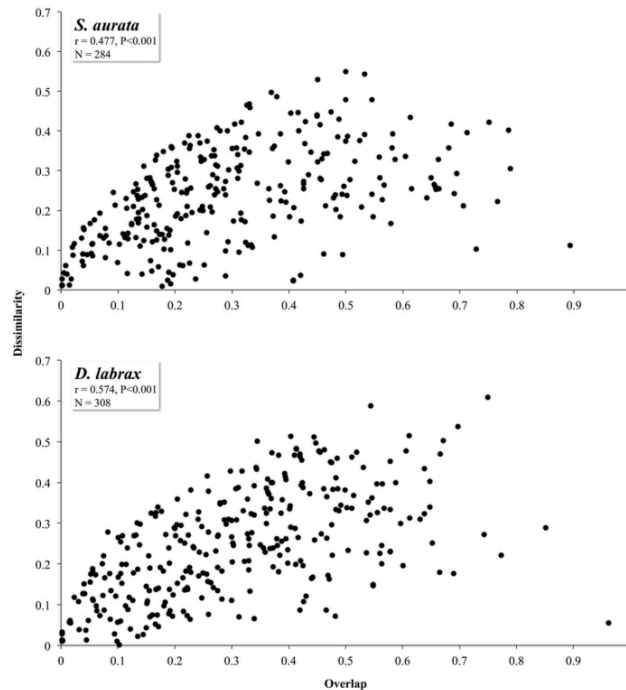 0.7
S. aurata
r = 0.477, P<0.001
N = 284
0.6
0.5
0.4
0.3
0.2
0.1
0
0 0.1 0.2 0.3 0.4 0.5 0.6 0.7 0.8 0.9
Dissimilarity
0.7
D. labrax
r = 0.574, P<0.001
N = 308
0.6
0.5
0.4
0.3
0.2
0.1
0
0 0.1 0.2 0.3 0.4 0.5 0.6 0.7 0.8 0.9
Overlap